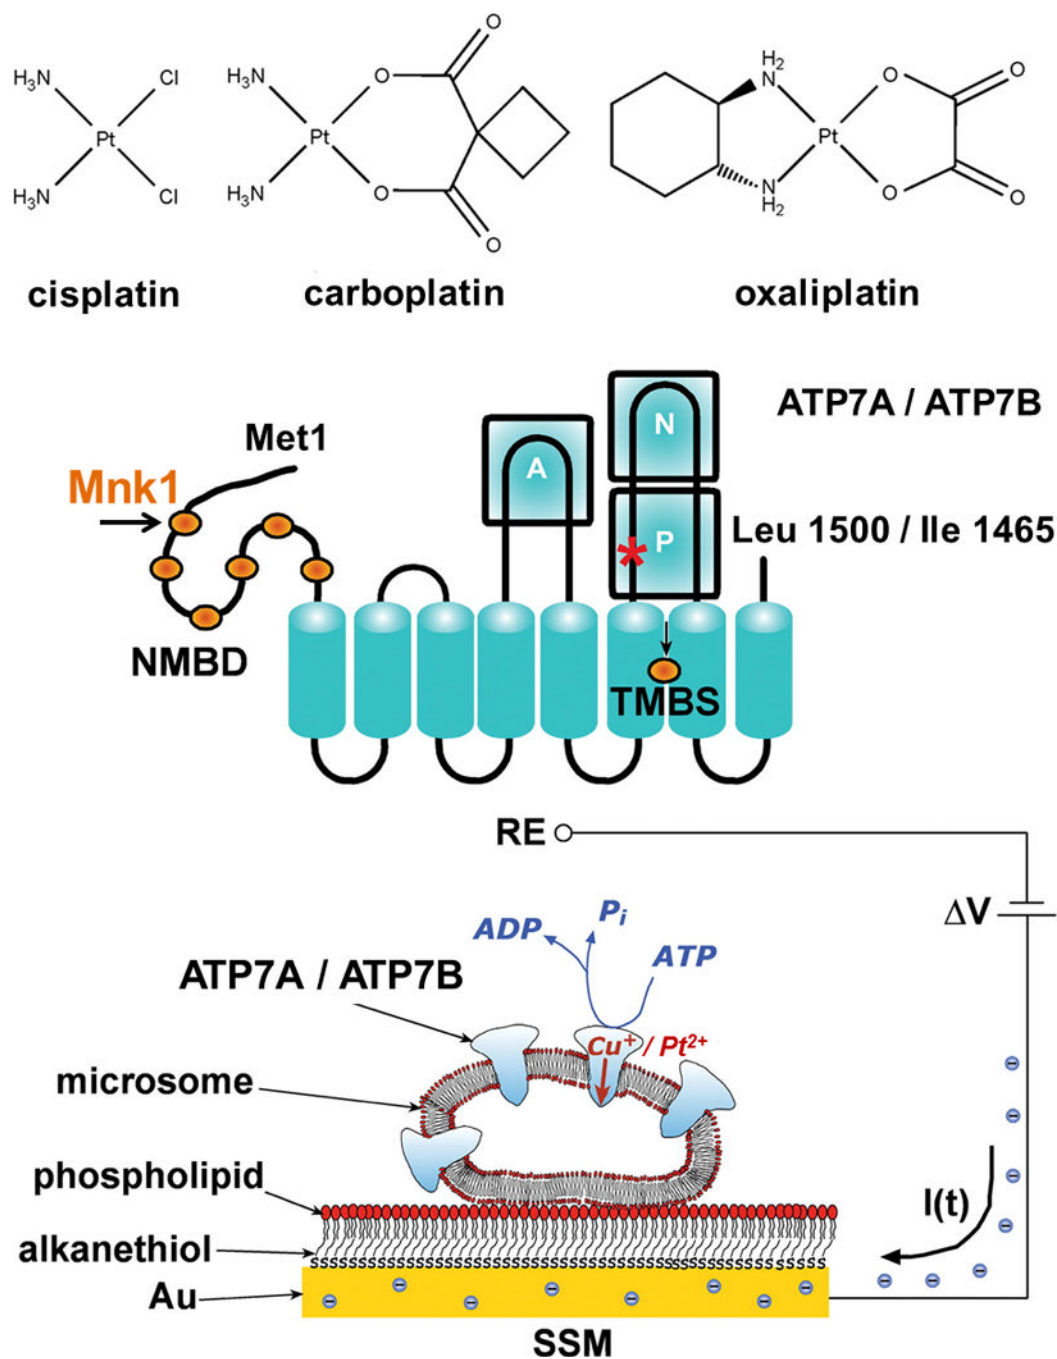 O
O
H₃N
Cl
H₃N
O
H₂
N
O
O
Pt
Pt
Pt
H₃N
Cl
H₃N
O
N
H₂
O
O
O
cisplatin
carboplatin
oxaliplatin
ATP7A / ATP7B
N
Met1
A
Mnk1
Leu 1500 / Ile 1465
P
*
NMBD
TMBS
RE
ΔV
Pi
ADP
ATP
ATP7A / ATP7B
Cu⁺ / Pt²⁺
microsome
phospholipid
I(t)
alkanethiol
sssssssssssssssssssssssssssssssssssssssssssssss
Au
SSM